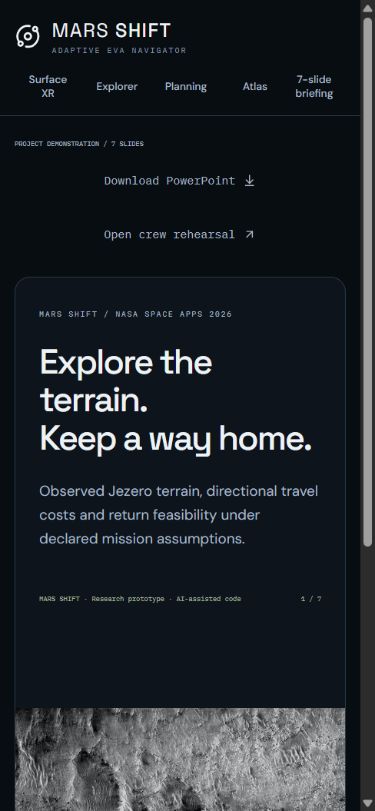 MARS SHIFT
ADAPTIVE EVA NAVIGATOR
Surface
XR
Explorer
Planning
Atlas
7-slide
briefing
PROJECT DEMONSTRATION / 7 SLIDES
Download PowerPoint
Open crew rehearsal
MARS SHIFT / NASA SPACE APPS 2026
Explore the
terrain.
Keep a way home.
Observed Jezero terrain, directional travel
costs and return feasibility under
declared mission assumptions.
MARS SHIFT · Research prototype · AI-assisted code
1 / 7